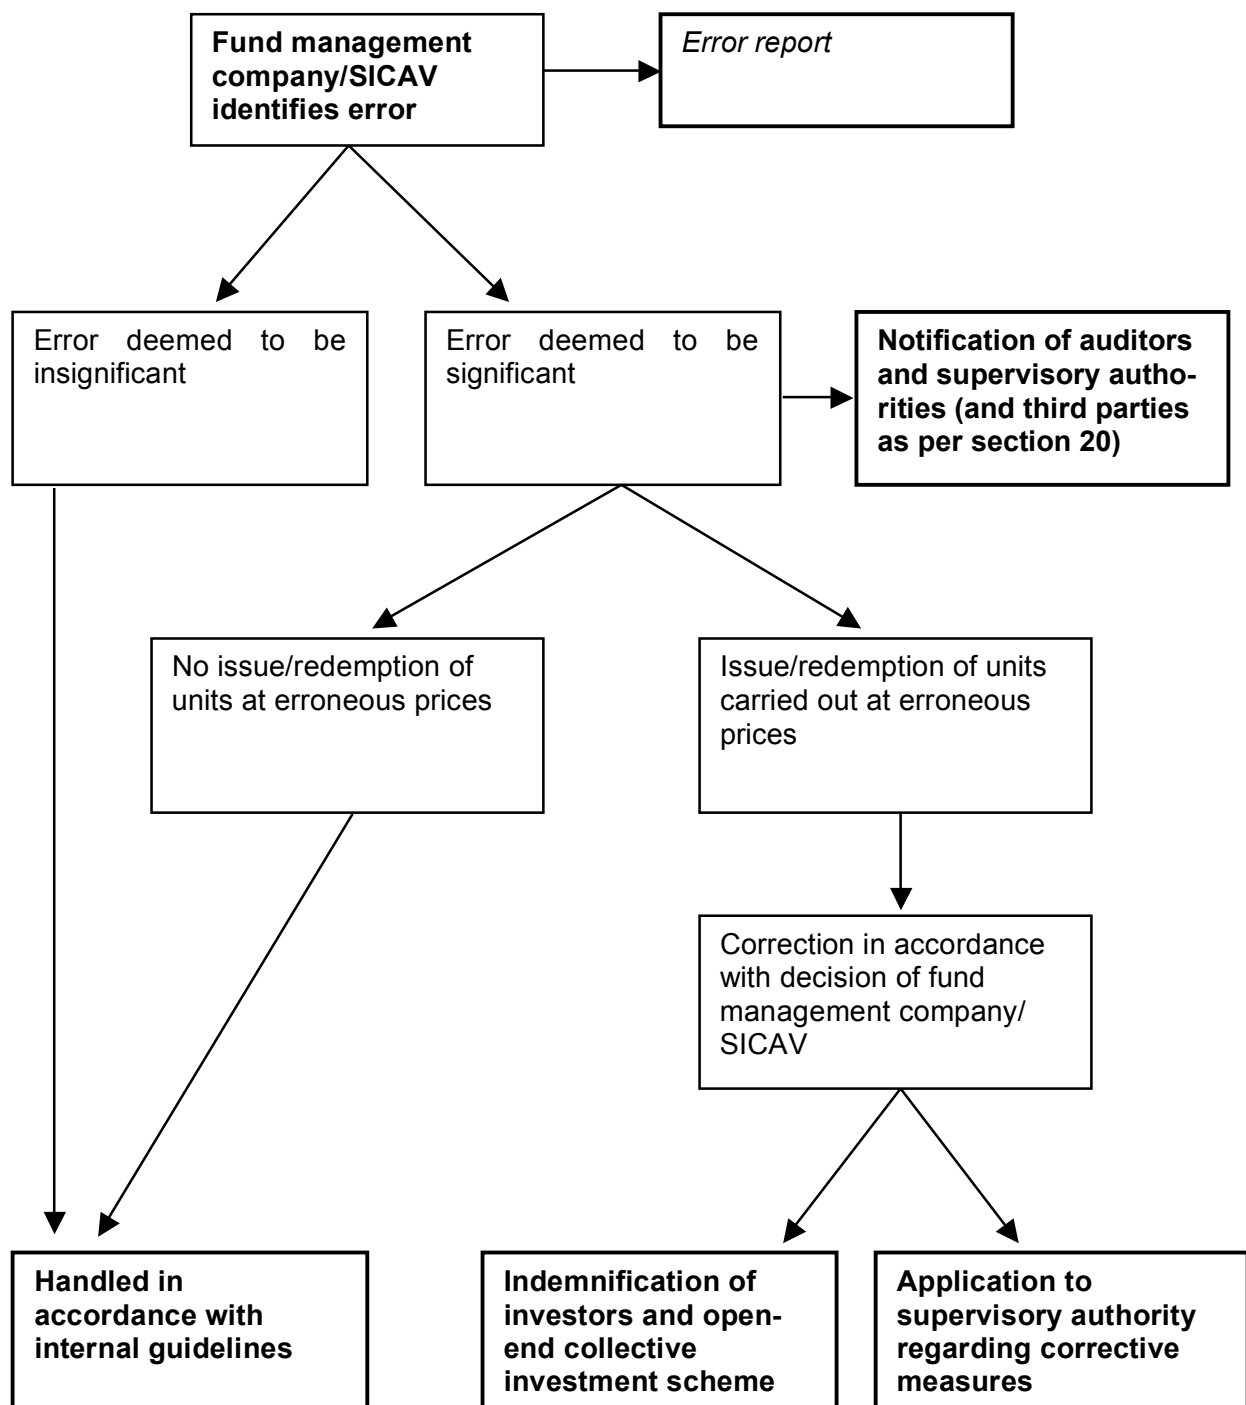 Fund management
company/SICAV
identifies error
Error report
Error deemed to be
insignificant
Error deemed to be
significant
Notification of auditors
and supervisory autho-
rities (and third parties
as per section 20)
No issue/redemption of
units at erroneous prices
Issue/redemption of units
carried out at erroneous
prices
Correction in accordance
with decision of fund
management company/
SICAV
Handled in
accordance with
internal guidelines
Indemnification of
investors and open-
end collective
investment scheme
Application to
supervisory authority
regarding corrective
measures